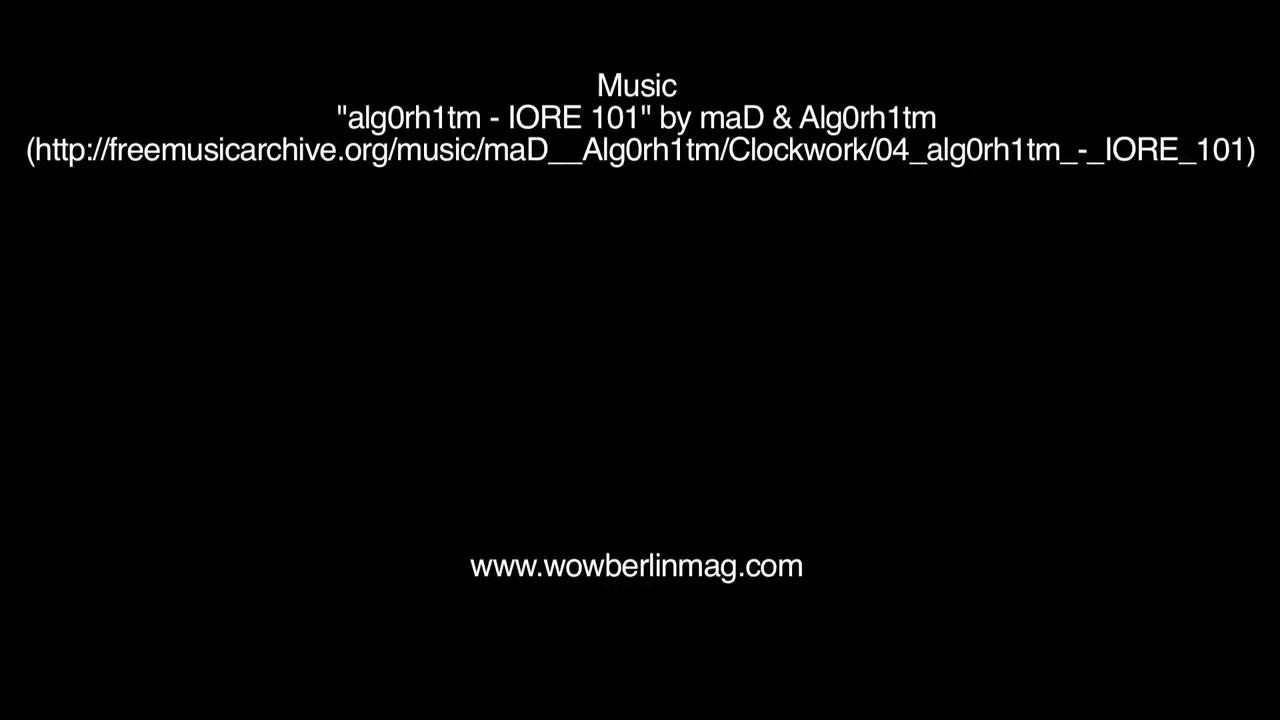 Music
"alg0rh1tm - IORE 101" by maD & Alg0rh1tm
(http://freemusicarchive.org/music/maD__Alg0rh1tm/Clockwork/04_alg0rh1tm_-_IORE_101)
www.wowberlinmag.com